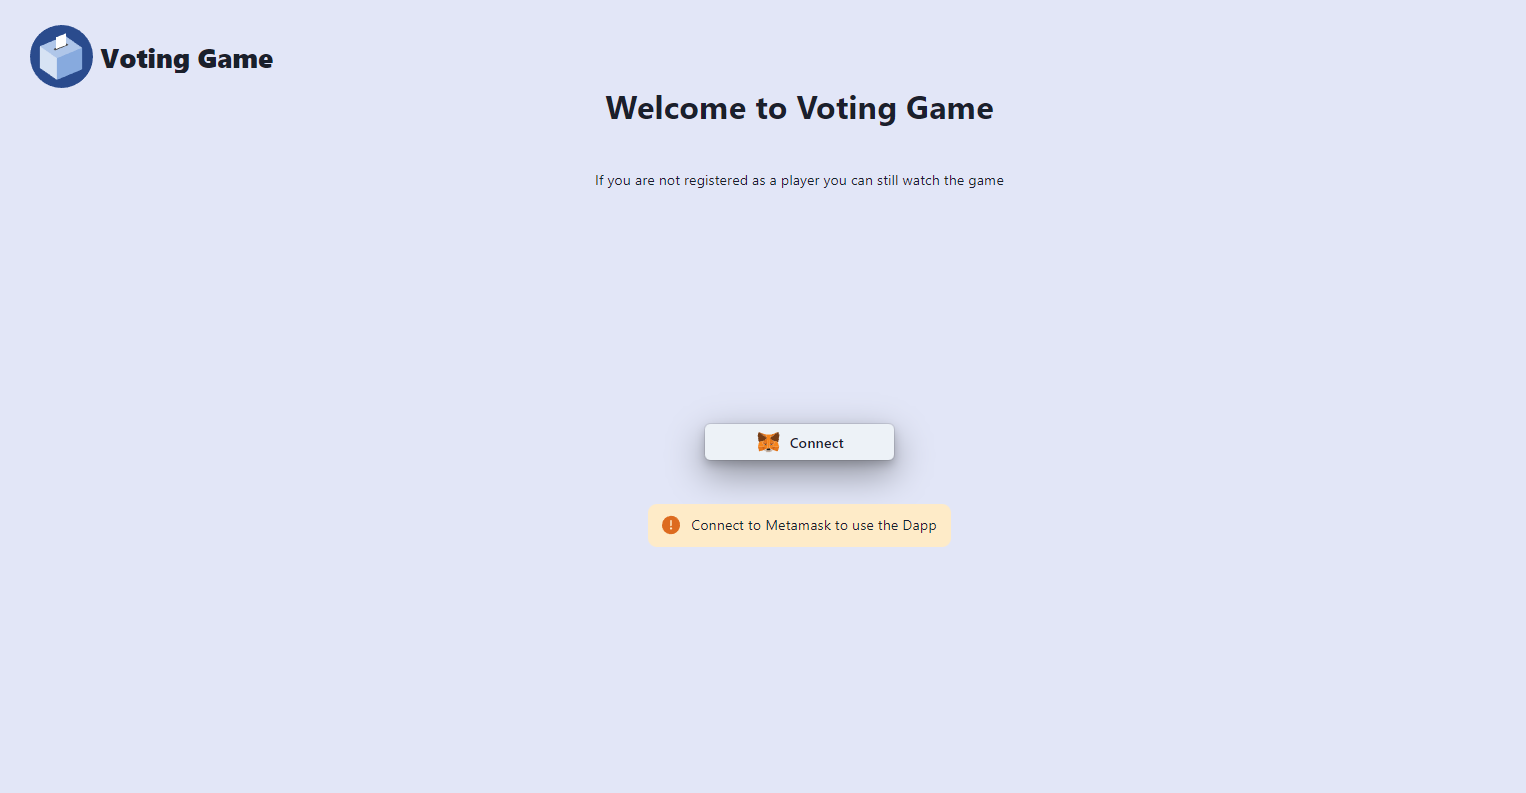 Voting Game
Welcome to Voting Game
If you are not registered as a player you can still watch the game
Connect
Connect to Metamask to use the Dapp